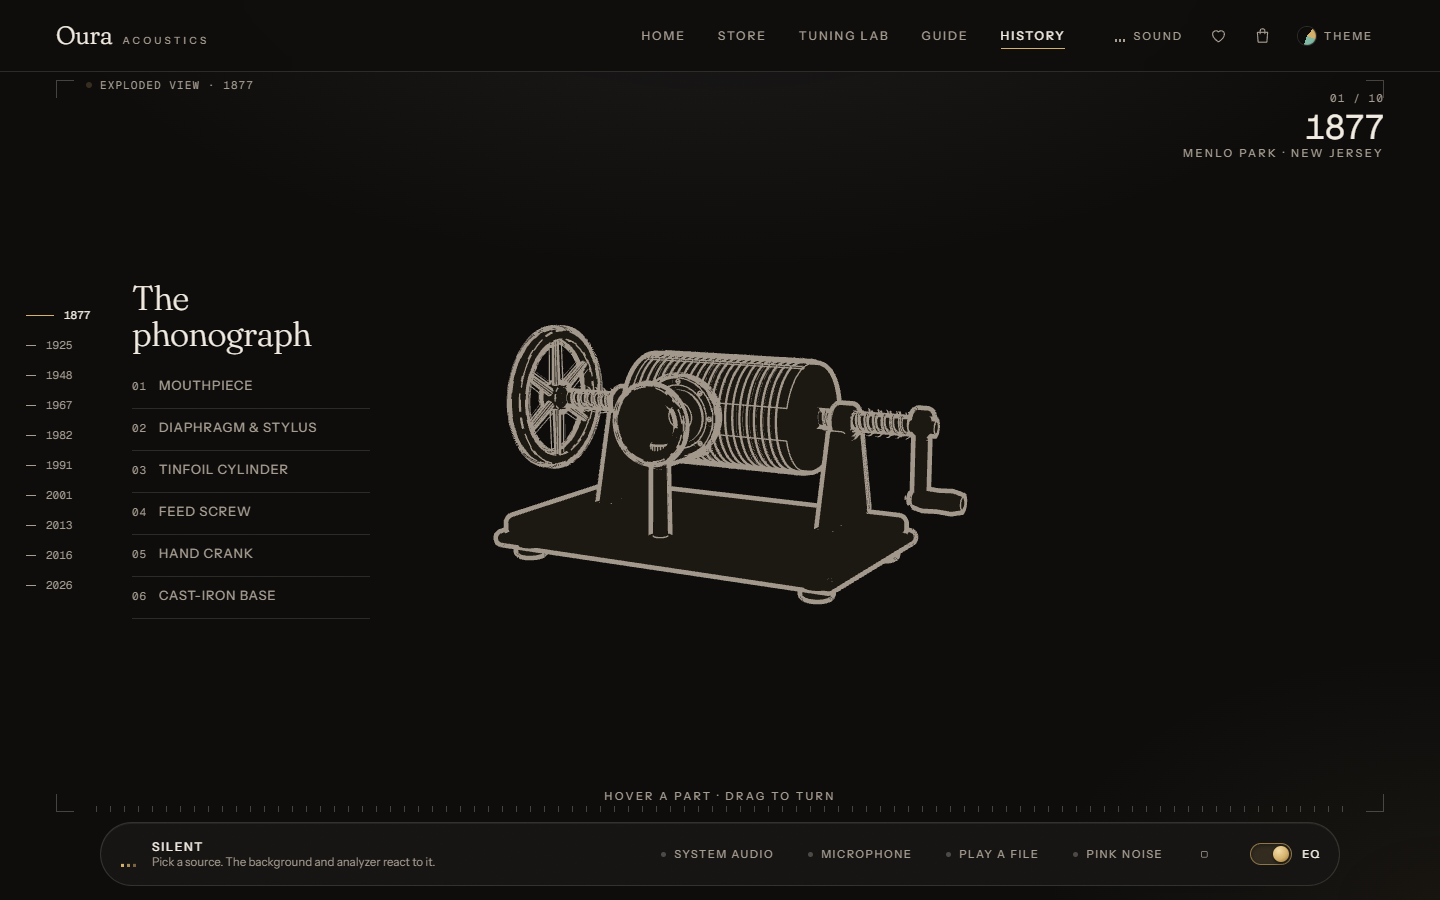 Oura ACOUSTICS
HOME STORE TUNING LAB GUIDE HISTORY SOUND THEME
EXPLODED VIEW · 1877
01 / 10
1877
MENLO PARK · NEW JERSEY
The
phonograph
1877
1925
1948
1967
1982
1991
2001
2013
2016
2026
01 MOUTHPIECE
02 DIAPHRAGM & STYLUS
03 TINFOIL CYLINDER
04 FEED SCREW
05 HAND CRANK
06 CAST-IRON BASE
HOVER A PART · DRAG TO TURN
SILENT
Pick a source. The background and analyzer react to it.
SYSTEM AUDIO MICROPHONE PLAY A FILE PINK NOISE EQ